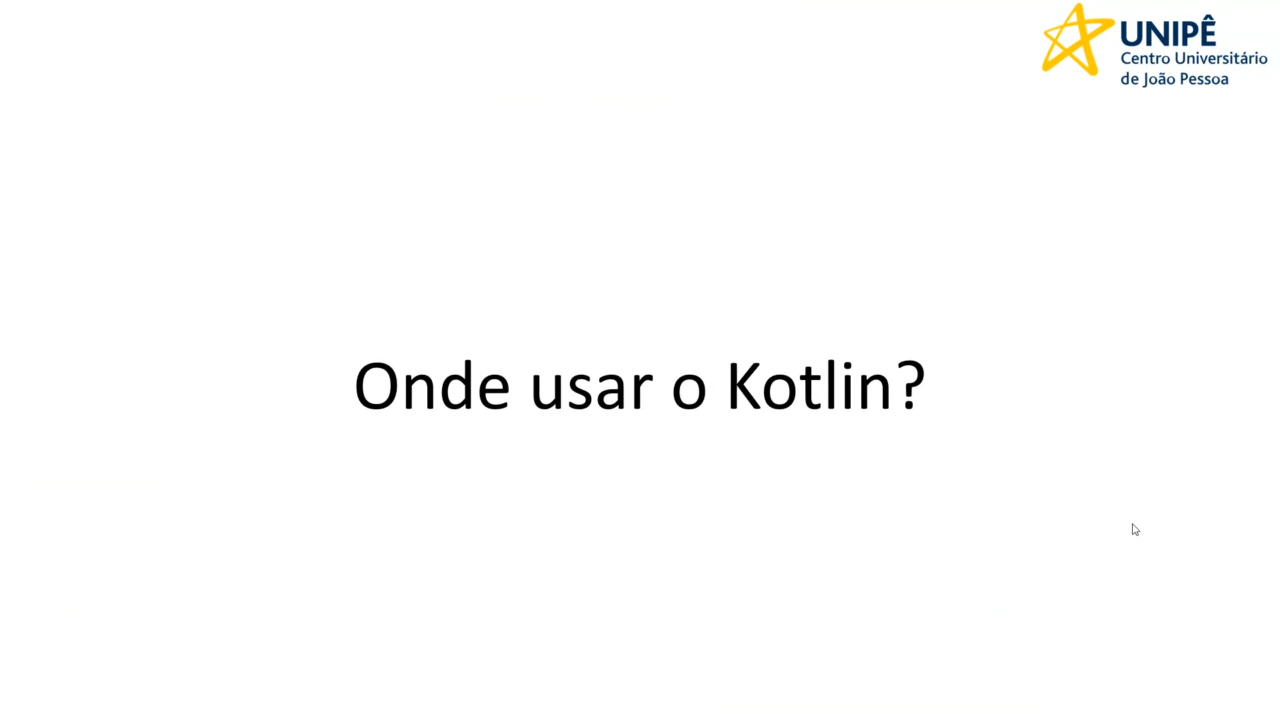 UNIPÊ
Centro Universitário
de João Pessoa
Onde usar o Kotlin?